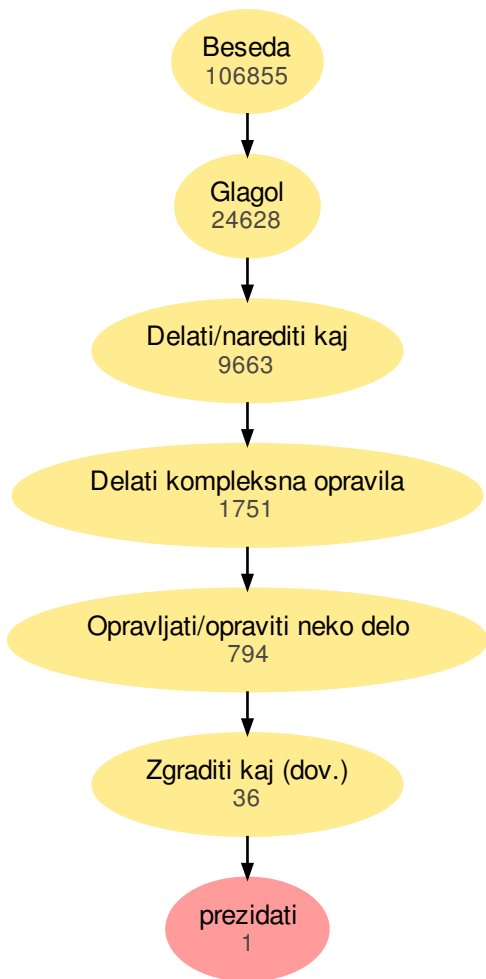 Beseda
106855
Glagol
24628
Delati/narediti kaj
9663
Delati kompleksna opravila
1751
Opravljati/opraviti neko delo
794
Zgraditi kaj (dov.)
36
prezidati
1